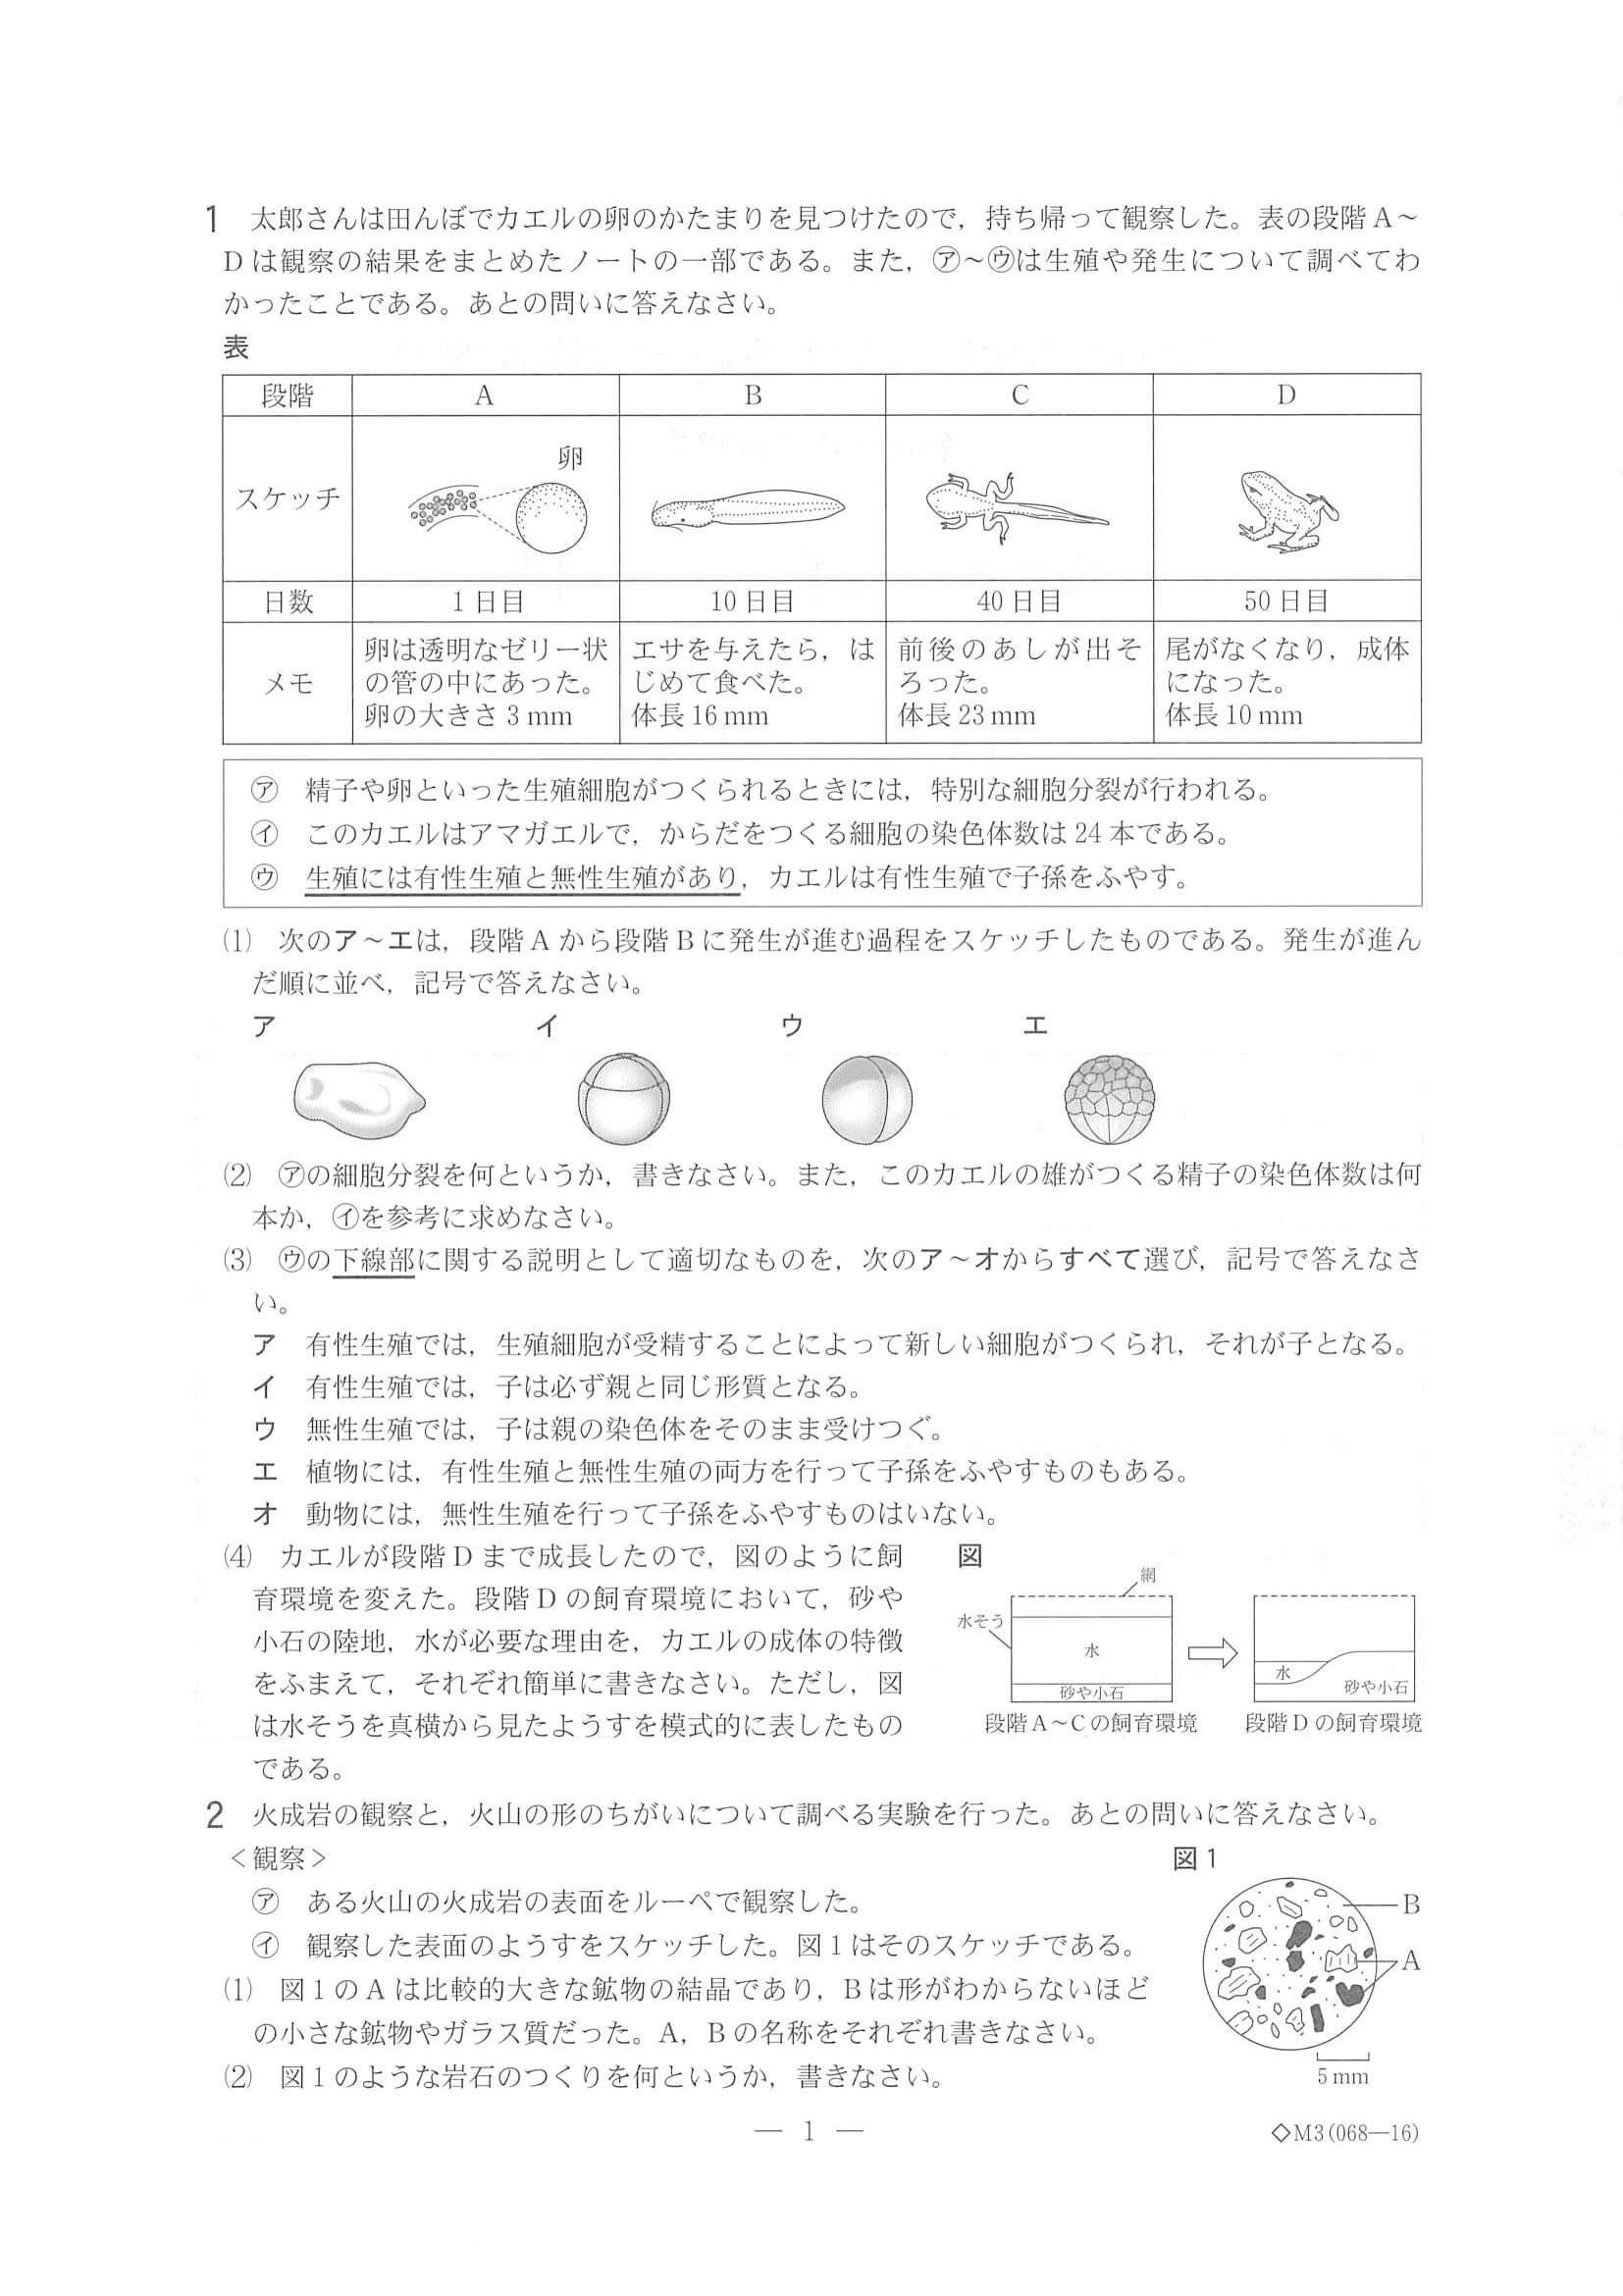 1　太郎さんは田んぼでカエルの卵のかたまりを見つけたので，持ち帰って観察した。表の段階A～
Dは観察の結果をまとめたノートの一部である。また，㋐～㋒は生殖や発生について調べてわ
かったことである。あとの問いに答えなさい。
表
段階　A　B　C　D
卵
スケッチ
日数　1日目　10日目　40日目　50日目
メモ
卵は透明なゼリー状
の管の中にあった。
卵の大きさ3mm
エサを与えたら，は
じめて食べた。
体長16mm
前後のあしが出そ
ろった。
体長23mm
尾がなくなり，成体
になった。
体長10mm
㋐　精子や卵といった生殖細胞がつくられるときには，特別な細胞分裂が行われる。
㋑　このカエルはアマガエルで，からだをつくる細胞の染色体数は24本である。
㋒　生殖には有性生殖と無性生殖があり，カエルは有性生殖で子孫をふやす。
⑴　次のア～エは，段階Aから段階Bに発生が進む過程をスケッチしたものである。発生が進ん
だ順に並べ，記号で答えなさい。
ア　イ　ウ　エ
⑵　㋐の細胞分裂を何というか，書きなさい。また，このカエルの雄がつくる精子の染色体数は何
本か，㋑を参考に求めなさい。
⑶　㋒の下線部に関する説明として適切なものを，次のア～オからすべて選び，記号で答えなさ
い。
ア　有性生殖では，生殖細胞が受精することによって新しい細胞がつくられ，それが子となる。
イ　有性生殖では，子は必ず親と同じ形質となる。
ウ　無性生殖では，子は親の染色体をそのまま受けつぐ。
エ　植物には，有性生殖と無性生殖の両方を行って子孫をふやすものもある。
オ　動物には，無性生殖を行って子孫をふやすものはいない。
⑷　カエルが段階Dまで成長したので，図のように飼
育環境を変えた。段階Dの飼育環境において，砂や
小石の陸地，水が必要な理由を，カエルの成体の特徴
をふまえて，それぞれ簡単に書きなさい。ただし，図
は水そうを真横から見たようすを模式的に表したもの
である。
図
網
水そう
水
砂や小石
段階A～Cの飼育環境
水
砂や小石
段階Dの飼育環境
2　火成岩の観察と，火山の形のちがいについて調べる実験を行った。あとの問いに答えなさい。
＜観察＞
㋐　ある火山の火成岩の表面をルーペで観察した。
㋑　観察した表面のようすをスケッチした。図1はそのスケッチである。
⑴　図1のAは比較的大きな鉱物の結晶であり，Bは形がわからないほど
の小さな鉱物やガラス質だった。A，Bの名称をそれぞれ書きなさい。
⑵　図1のような岩石のつくりを何というか，書きなさい。
図1
B
A
5mm
― 1 ―
◇M3(068―16)